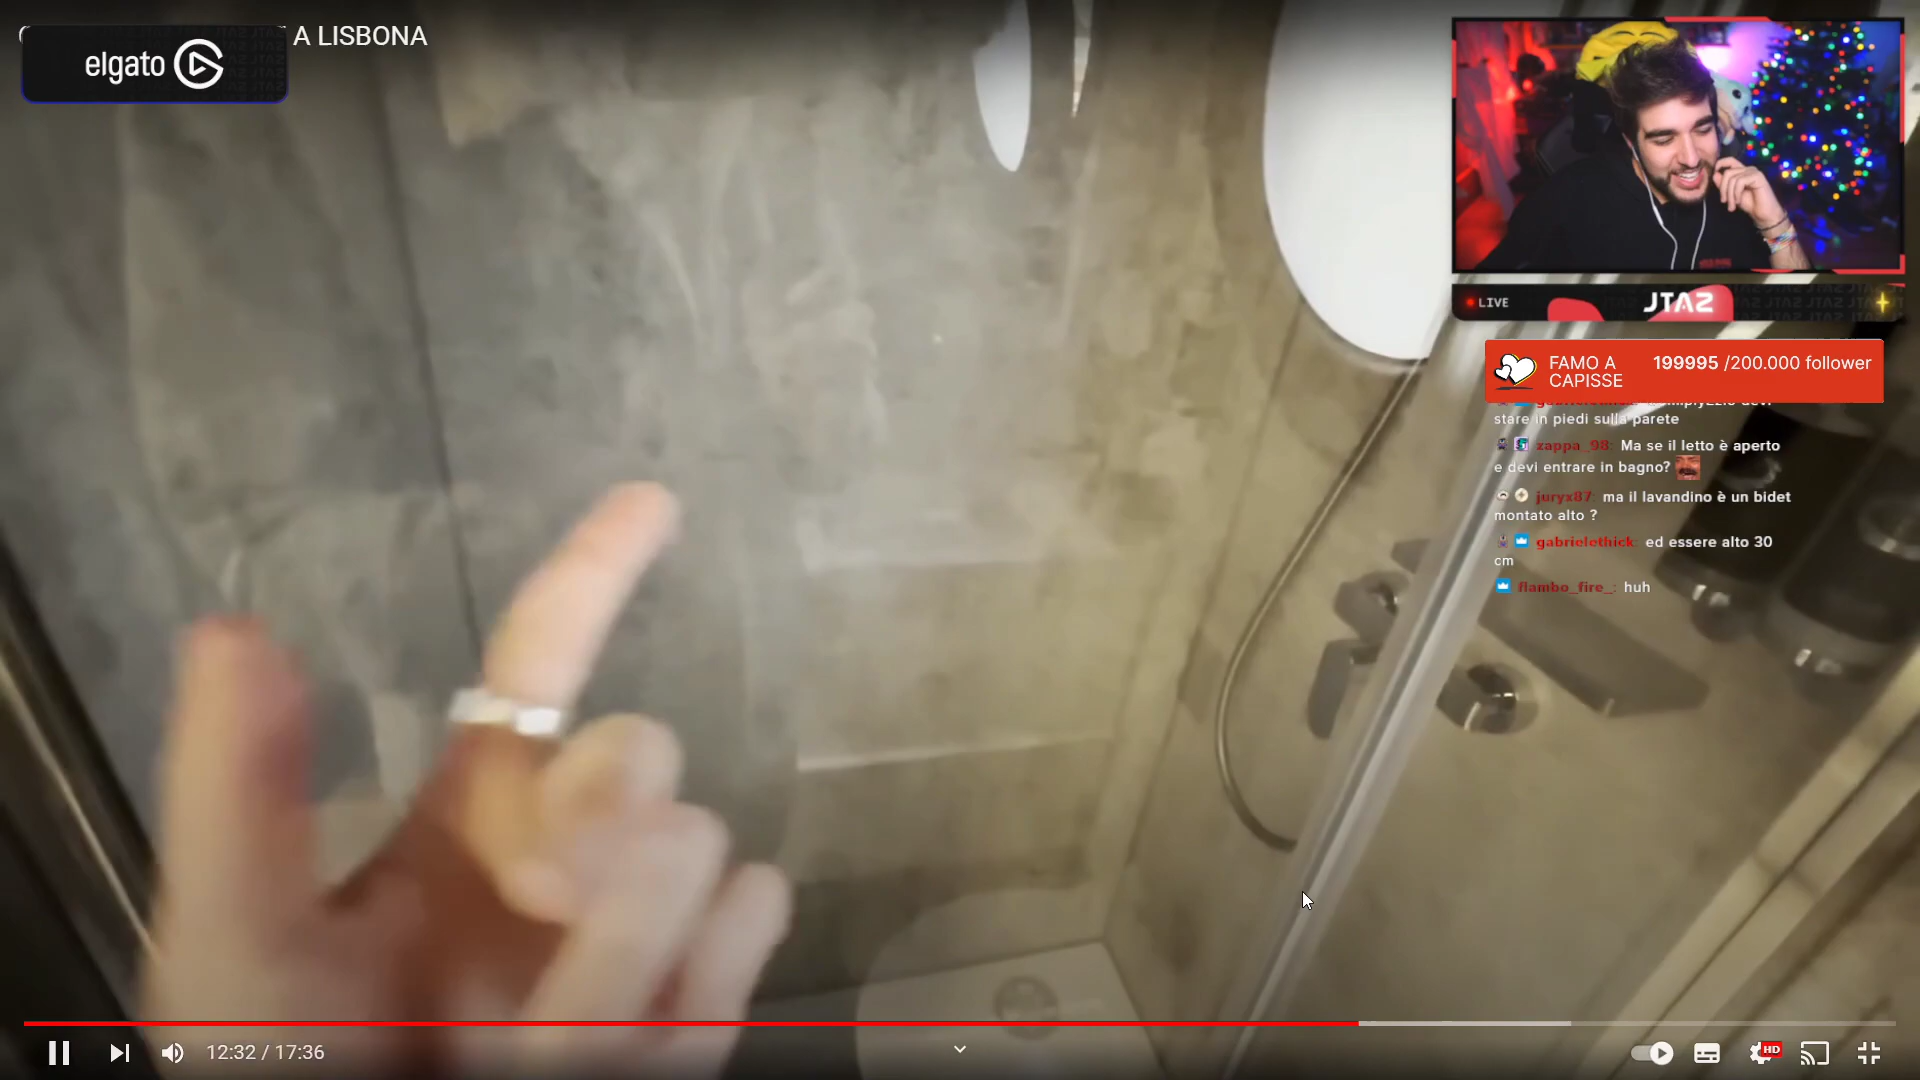 A LISBONA
elgato
LIVE
JTAZ
FAMO A
CAPISSE
199995 /200.000 follower
stare in piedi sulla parete
zappa_98: Ma se il letto è aperto
e devi entrare in bagno?
juryx87: ma il lavandino è un bidet
montato alto ?
gabrielethick: ed essere alto 30
cm
flambo_fire_: huh
12:32 / 17:36
HD